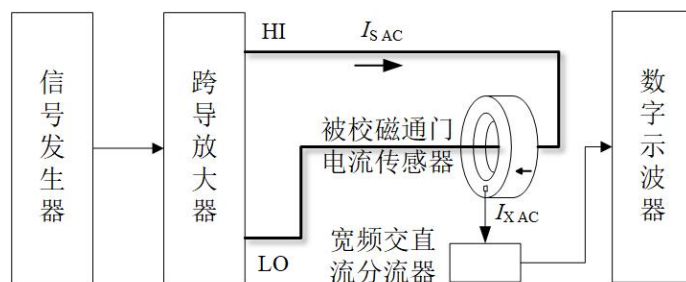 信号发生器
跨导放大器
HI
I_S AC
被校磁通门
电流传感器
I_X AC
宽频交直
流分流器
LO
数字示波器